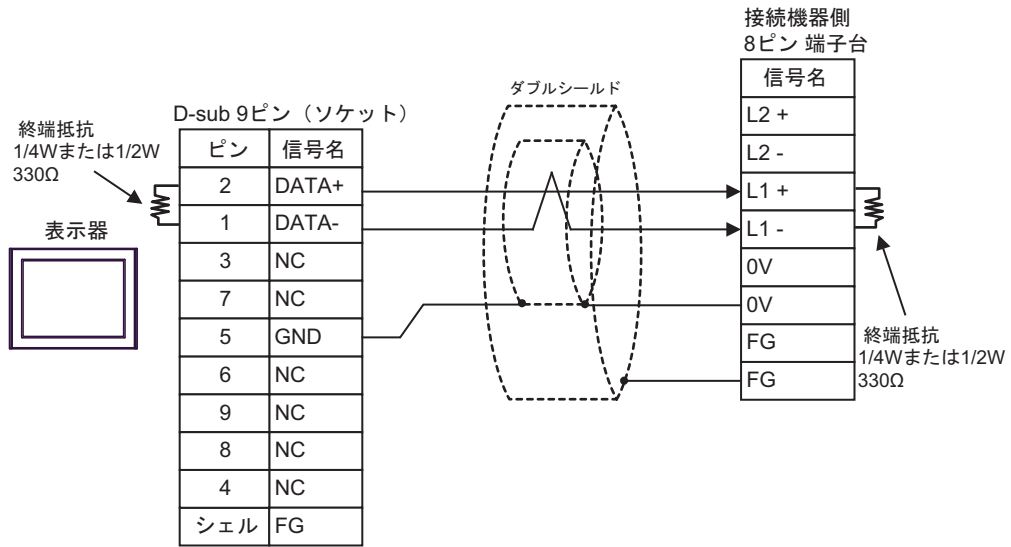 接続機器側
8ピン 端子台
信号名
L2 +
L2 -
L1 +
L1 -
0V
0V
FG
FG
ダブルシールド
D-sub 9ピン（ソケット）
ピン 信号名
2 DATA+
1 DATA-
3 NC
7 NC
5 GND
6 NC
9 NC
8 NC
4 NC
シェル FG
終端抵抗
1/4Wまたは1/2W
330Ω
表示器
終端抵抗
1/4Wまたは1/2W
330Ω